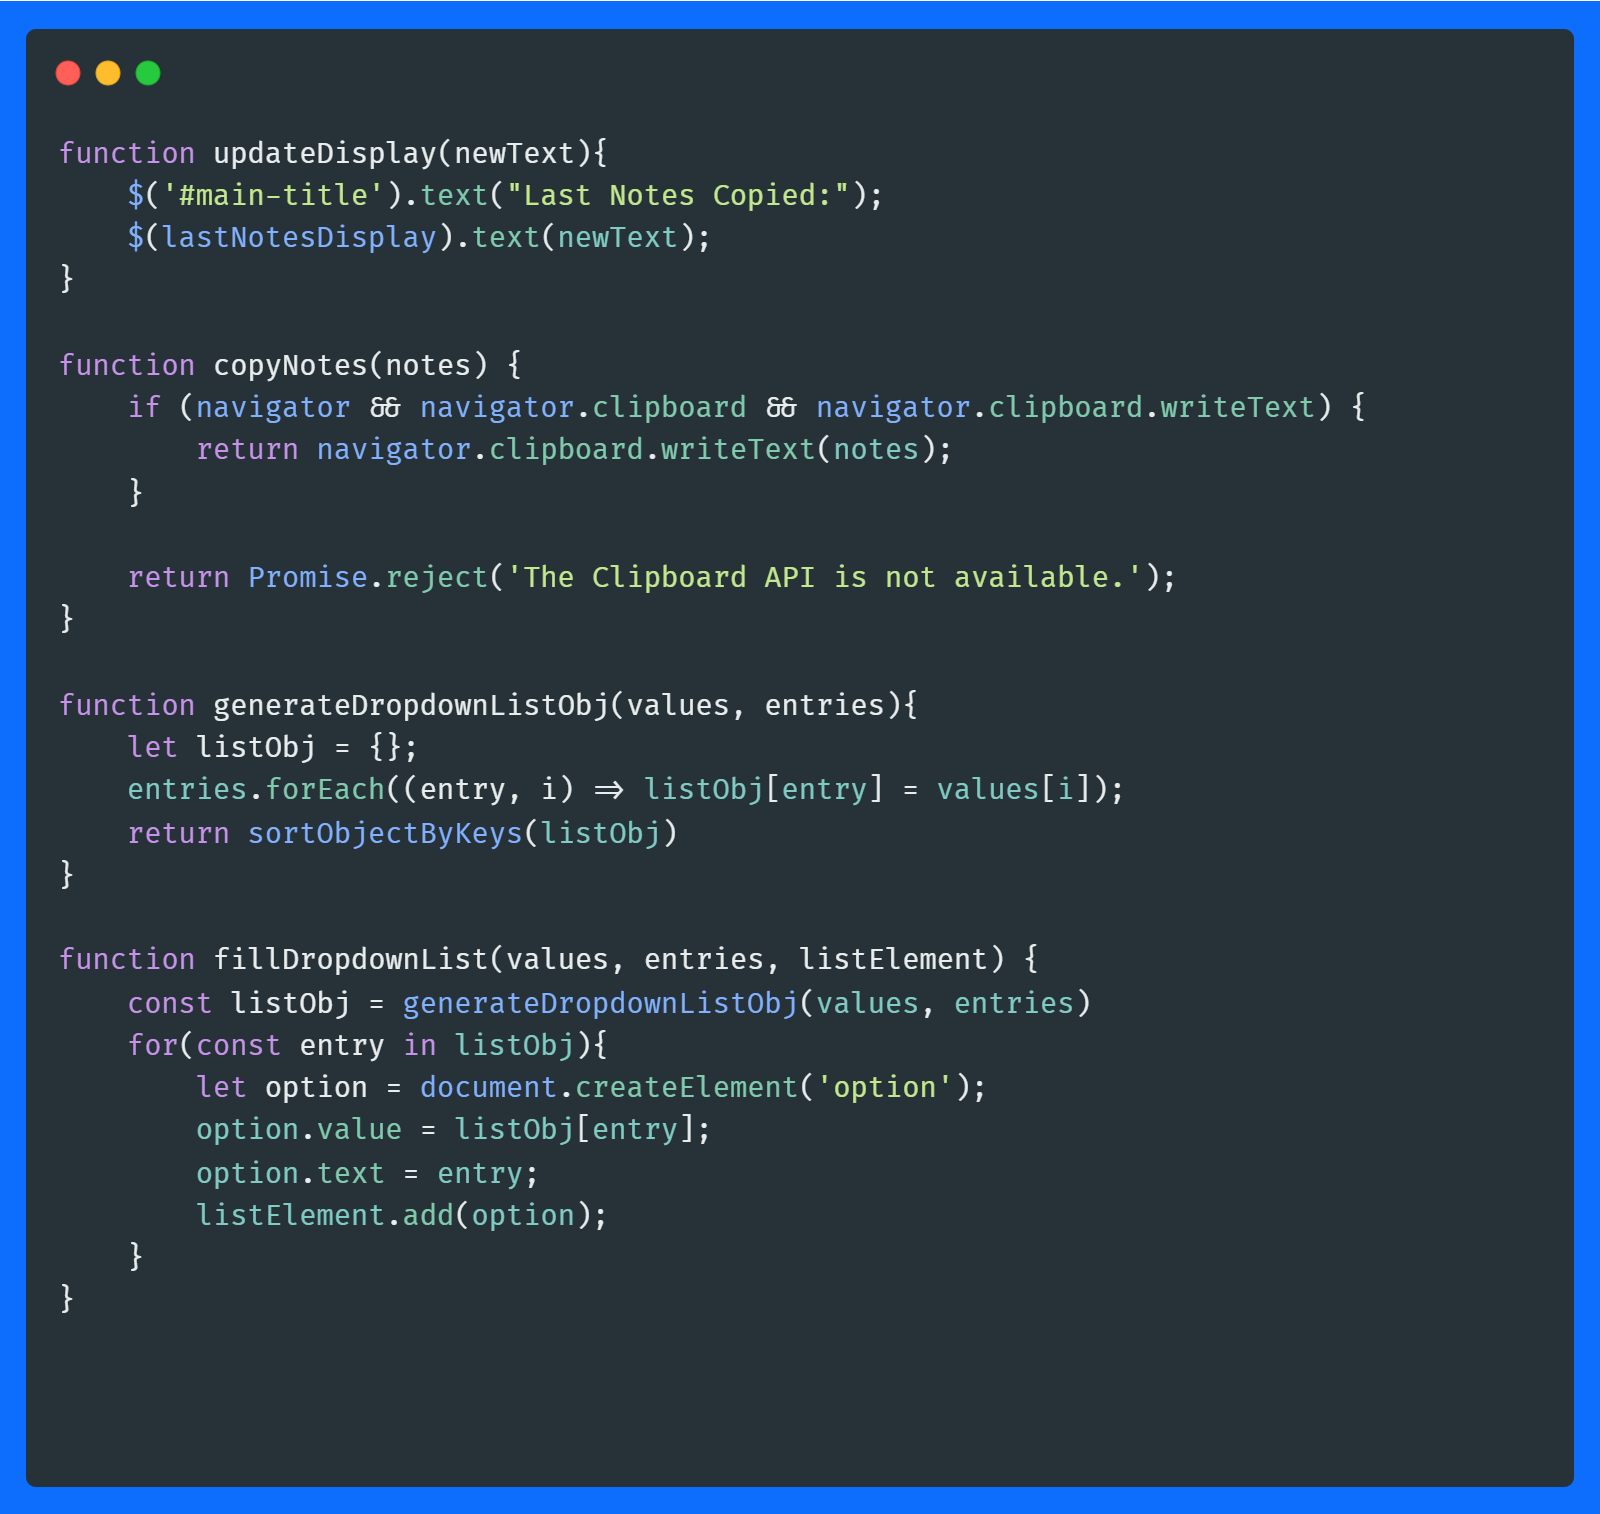 function updateDisplay(newText){
    $('#main-title').text("Last Notes Copied:");
    $(lastNotesDisplay).text(newText);
}

function copyNotes(notes) {
    if (navigator && navigator.clipboard && navigator.clipboard.writeText) {
        return navigator.clipboard.writeText(notes);
    }

    return Promise.reject('The Clipboard API is not available.');
}

function generateDropdownListObj(values, entries){
    let listObj = {};
    entries.forEach((entry, i) => listObj[entry] = values[i]);
    return sortObjectByKeys(listObj)
}

function fillDropdownList(values, entries, listElement) {
    const listObj = generateDropdownListObj(values, entries)
    for(const entry in listObj){
        let option = document.createElement('option');
        option.value = listObj[entry];
        option.text = entry;
        listElement.add(option);
    }
}